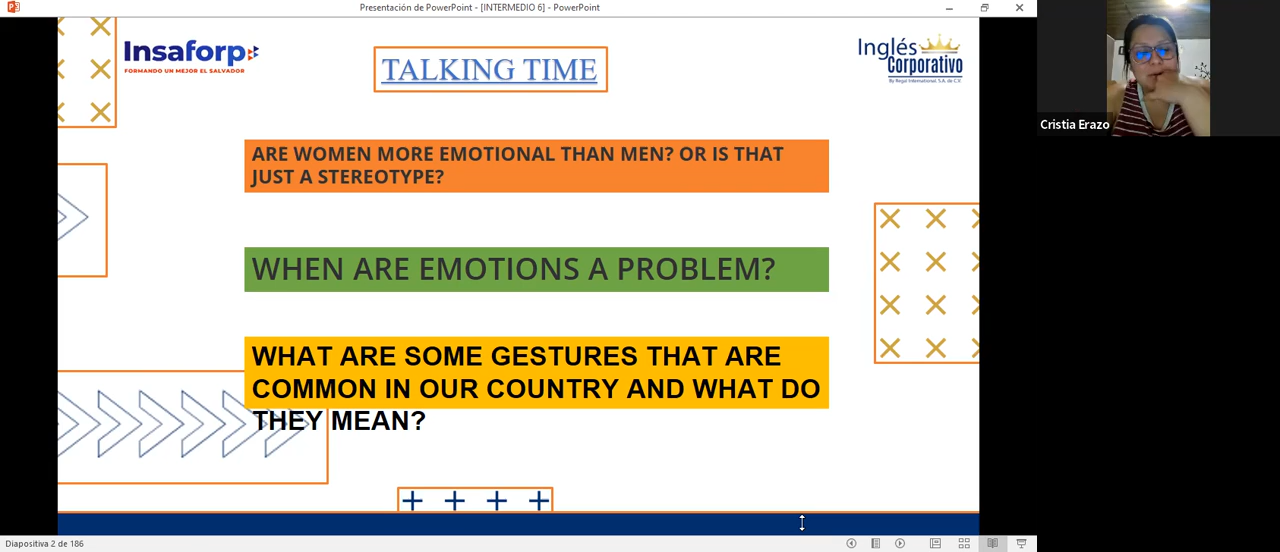 Presentación de PowerPoint - [INTERMEDIO 6] - PowerPoint
Insaforp
FORMANDO UN MEJOR EL SALVADOR
TALKING TIME
Inglés
Corporativo
By Regal International, S.A. de C.V.
Cristia Erazo
ARE WOMEN MORE EMOTIONAL THAN MEN? OR IS THAT
JUST A STEREOTYPE?
WHEN ARE EMOTIONS A PROBLEM?
WHAT ARE SOME GESTURES THAT ARE
COMMON IN OUR COUNTRY AND WHAT DO
THEY MEAN?
Diapositiva 2 de 186